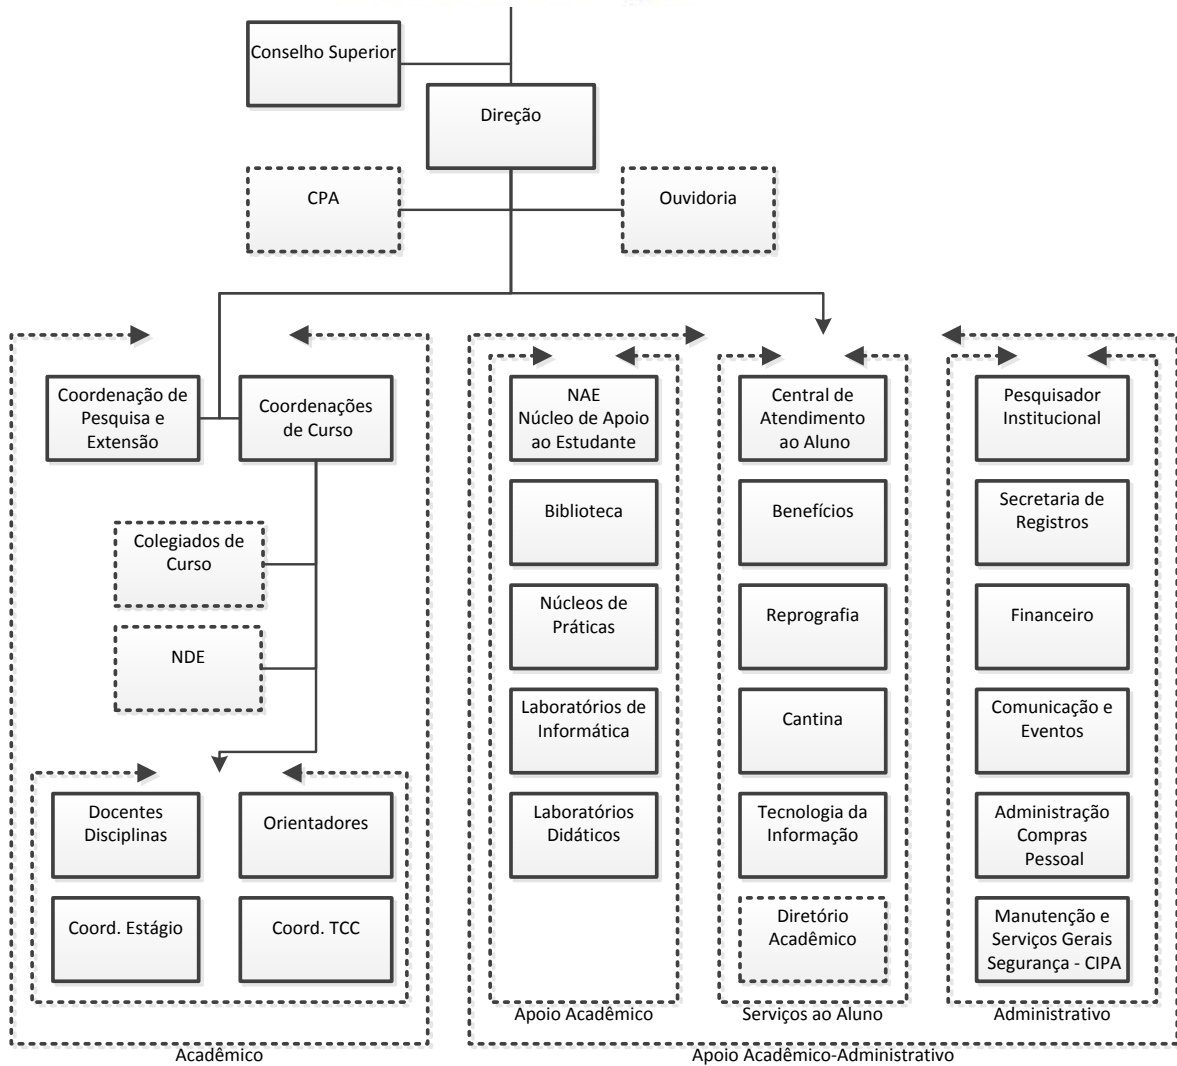 Conselho Superior
Direção
CPA
Ouvidoria
Coordenação de
Pesquisa e
Extensão
Coordenações
de Curso
Colegiados de
Curso
NDE
Docentes
Disciplinas
Orientadores
Coord. Estágio
Coord. TCC
Acadêmico
NAE
Núcleo de Apoio
ao Estudante
Biblioteca
Núcleos de
Práticas
Laboratórios de
Informática
Laboratórios
Didáticos
Apoio Acadêmico
Central de
Atendimento
ao Aluno
Benefícios
Reprografia
Cantina
Tecnologia da
Informação
Diretório
Acadêmico
Serviços ao Aluno
Pesquisador
Institucional
Secretaria de
Registros
Financeiro
Comunicação e
Eventos
Administração
Compras
Pessoal
Manutenção e
Serviços Gerais
Segurança - CIPA
Administrativo
Apoio Acadêmico-Administrativo